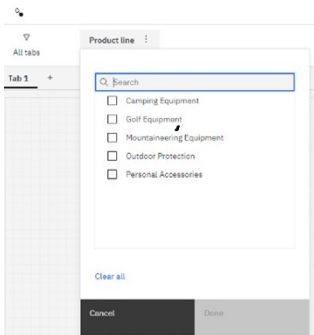 All tabs
Product line
Tab 1 +
Search
Camping Equipment
Golf Equipment
Mountaineering Equipment
Outdoor Protection
Personal Accessories
Clear all
Cancel
Done